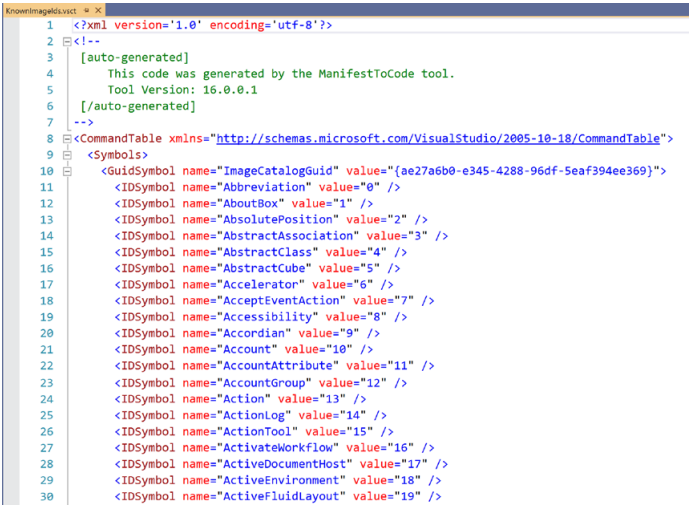 KnownImageIds.vsct
1 <?xml version='1.0' encoding='utf-8'?>
2 <!--
3 [auto-generated]
4 This code was generated by the ManifestToCode tool.
5 Tool Version: 16.0.0.1
6 [/auto-generated]
7 -->
8 <CommandTable xmlns="http://schemas.microsoft.com/VisualStudio/2005-10-18/CommandTable">
9 <Symbols>
10 <GuidSymbol name="ImageCatalogGuid" value="{ae27a6b0-e345-4288-96df-5eaf394ee369}">
11 <IDSymbol name="Abbreviation" value="0" />
12 <IDSymbol name="AboutBox" value="1" />
13 <IDSymbol name="AbsolutePosition" value="2" />
14 <IDSymbol name="AbstractAssociation" value="3" />
15 <IDSymbol name="AbstractClass" value="4" />
16 <IDSymbol name="AbstractCube" value="5" />
17 <IDSymbol name="Accelerator" value="6" />
18 <IDSymbol name="AcceptEventAction" value="7" />
19 <IDSymbol name="Accessibility" value="8" />
20 <IDSymbol name="Accordian" value="9" />
21 <IDSymbol name="Account" value="10" />
22 <IDSymbol name="AccountAttribute" value="11" />
23 <IDSymbol name="AccountGroup" value="12" />
24 <IDSymbol name="Action" value="13" />
25 <IDSymbol name="ActionLog" value="14" />
26 <IDSymbol name="ActionTool" value="15" />
27 <IDSymbol name="ActivateWorkflow" value="16" />
28 <IDSymbol name="ActiveDocumentHost" value="17" />
29 <IDSymbol name="ActiveEnvironment" value="18" />
30 <IDSymbol name="ActiveFluidLayout" value="19" />